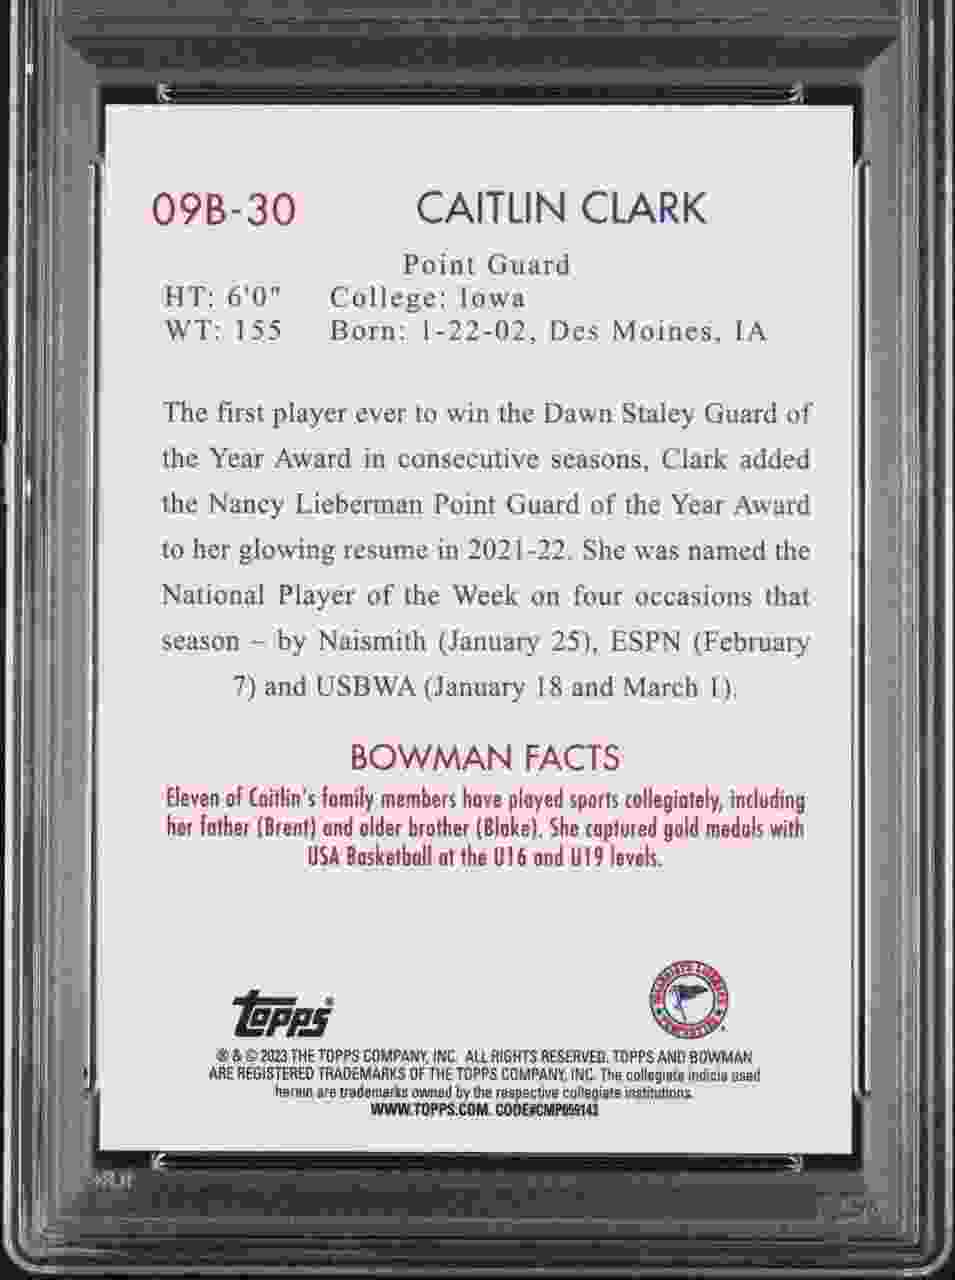 09B-30
CAITLIN CLARK
Point Guard
HT: 6'0" College: Iowa
WT: 155 Born: 1-22-02, Des Moines, IA
The first player ever to win the Dawn Staley Guard of
the Year Award in consecutive seasons, Clark added
the Nancy Lieberman Point Guard of the Year Award
to her glowing resume in 2021-22. She was named the
National Player of the Week on four occasions that
season – by Naismith (January 25), ESPN (February
7) and USBWA (January 18 and March 1).
BOWMAN FACTS
Eleven of Caitlin's family members have played sports collegiately, including
her father (Brent) and older brother (Blake). She captured gold medals with
USA Basketball at the U16 and U19 levels.
Topps®
® & © 2023 THE TOPPS COMPANY, INC. ALL RIGHTS RESERVED. TOPPS AND BOWMAN
ARE REGISTERED TRADEMARKS OF THE TOPPS COMPANY, INC. The collegiate indicia used
herein are trademarks owned by the respective collegiate institutions.
WWW.TOPPS.COM. CODE#CMP059143